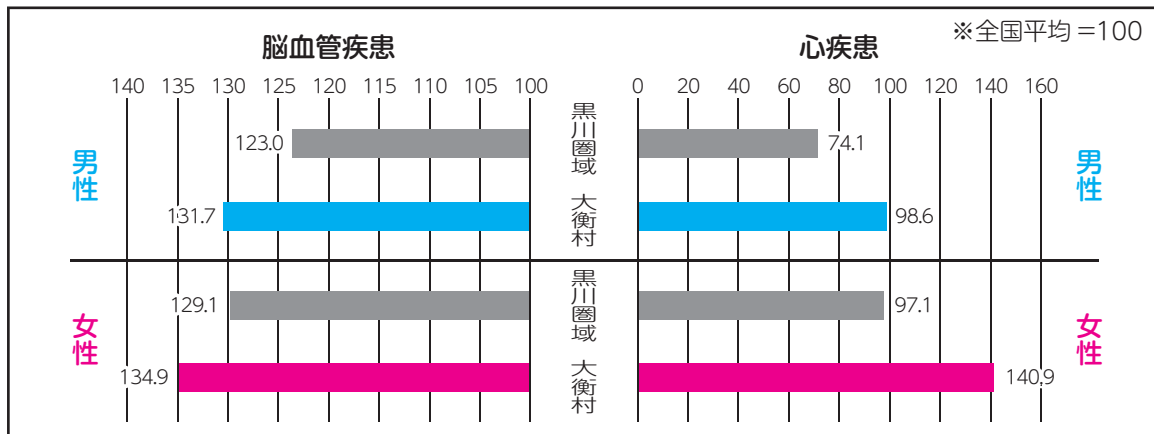 ※全国平均=100
脳血管疾患
心疾患
140 135 130 125 120 115 110 105 100
0 20 40 60 80 100 120 140 160
男性
123.0
黒川圏域
74.1
男性
131.7
大衡村
98.6
女性
129.1
黒川圏域
97.1
女性
134.9
大衡村
140.9